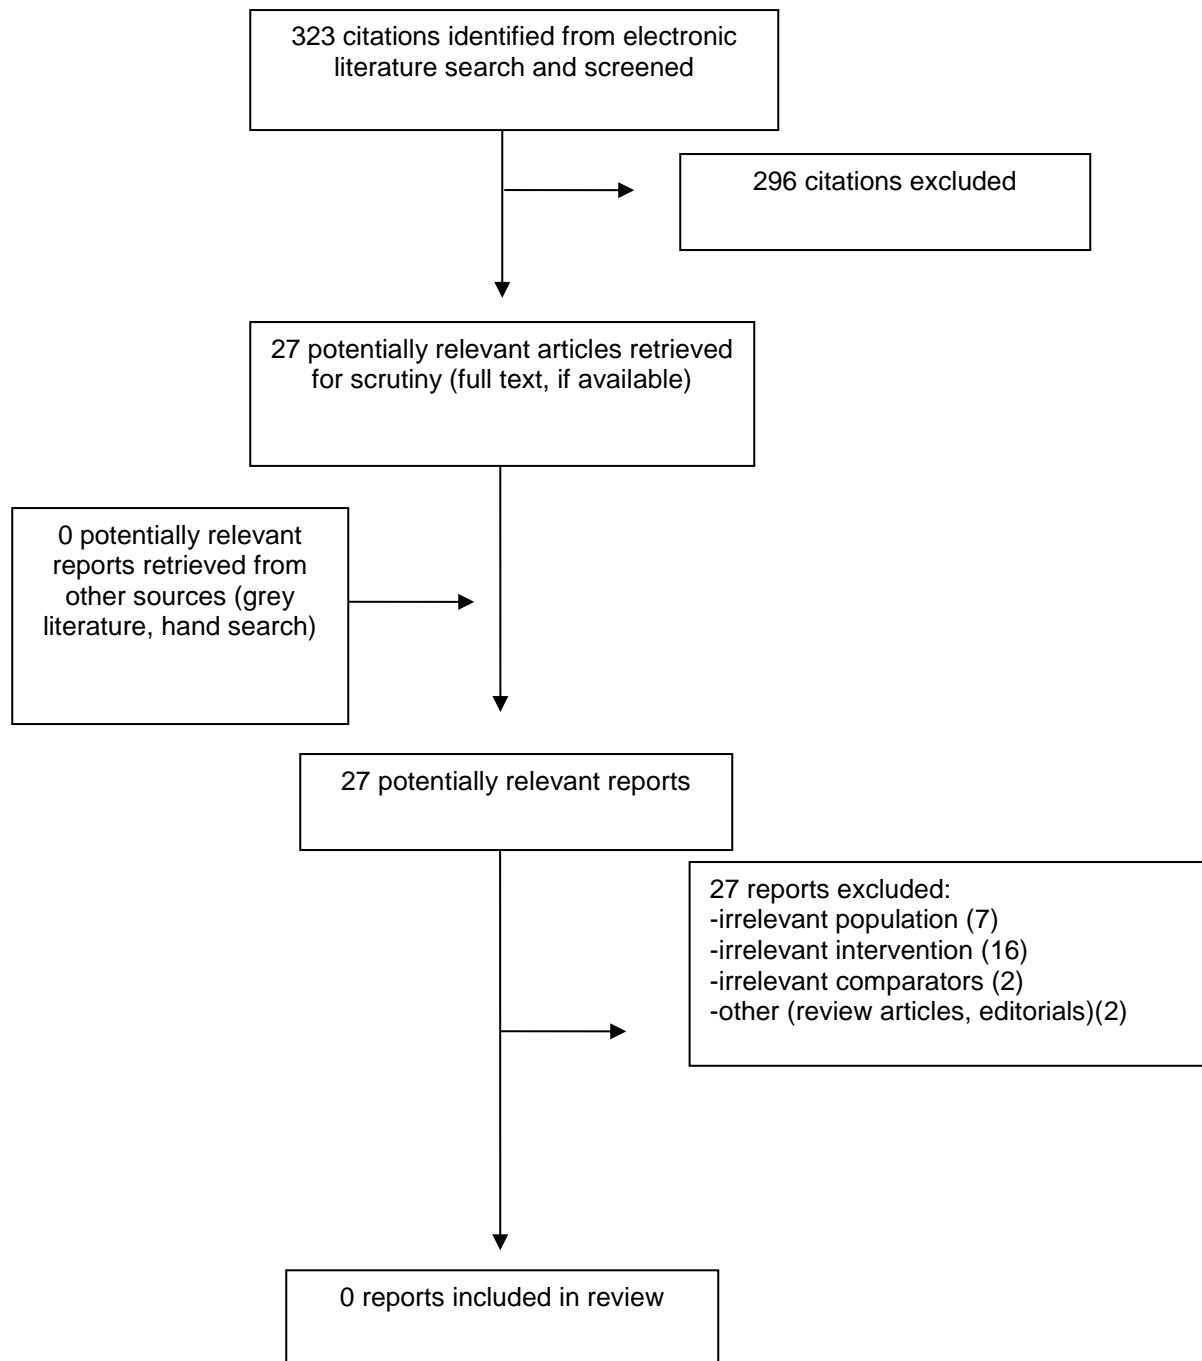 323 citations identified from electronic
literature search and screened
296 citations excluded
27 potentially relevant articles retrieved
for scrutiny (full text, if available)
0 potentially relevant
reports retrieved from
other sources (grey
literature, hand search)
27 potentially relevant reports
27 reports excluded:
-irrelevant population (7)
-irrelevant intervention (16)
-irrelevant comparators (2)
-other (review articles, editorials)(2)
0 reports included in review